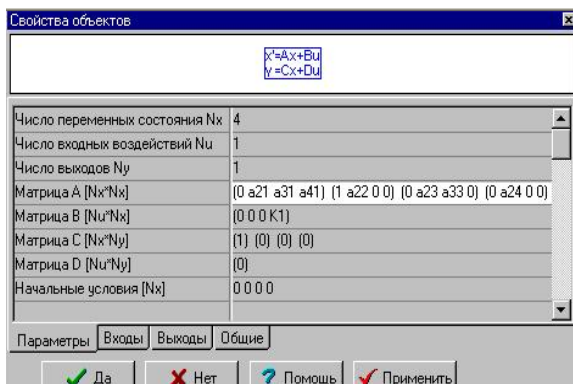 Свойства объектов
x'=Ax+Bu
y =Cx+Du
Число переменных состояния Nx 4
Число входных воздействий Nu 1
Число выходов Ny 1
Матрица A [Nx*Nx] (0 a21 a31 a41) (1 a22 0 0) (0 a23 a33 0) (0 a24 0 0)
Матрица B [Nu*Nx] (0 0 0 K1)
Матрица C [Nx*Ny] (1) (0) (0) (0)
Матрица D [Nu*Ny] (0)
Начальные условия [Nx] 0 0 0 0
Параметры Входы Выходы Общие
Да Нет Помощь Применить